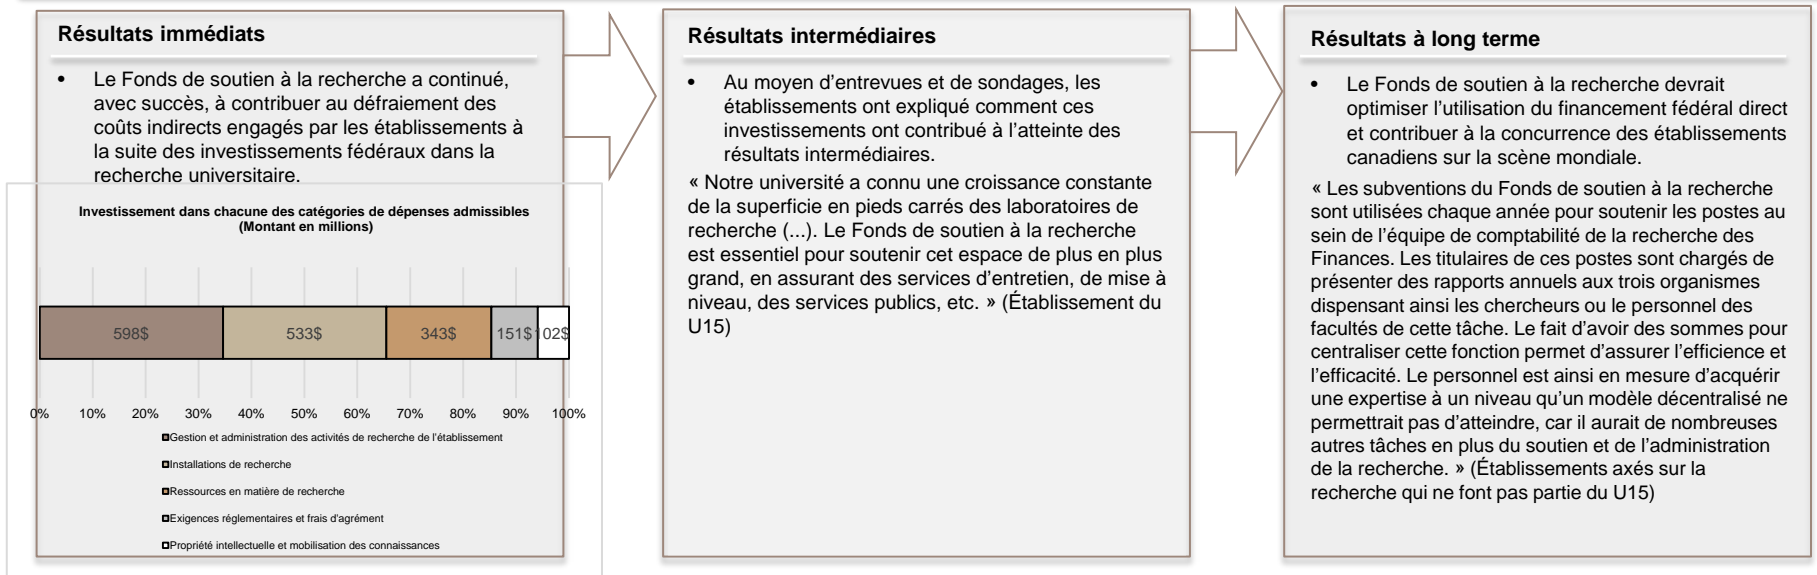 Résultats immédiats
• Le Fonds de soutien à la recherche a continué,
avec succès, à contribuer au défraiement des
coûts indirects engagés par les établissements à
la suite des investissements fédéraux dans la
recherche universitaire.
Investissement dans chacune des catégories de dépenses admissibles
(Montant en millions)
598$ 533$ 343$ 151$ 102$
0% 10% 20% 30% 40% 50% 60% 70% 80% 90% 100%
Gestion et administration des activités de recherche de l'établissement
Installations de recherche
Ressources en matière de recherche
Exigences réglementaires et frais d'agrément
Propriété intellectuelle et mobilisation des connaissances
Résultats intermédiaires
• Au moyen d'entrevues et de sondages, les
établissements ont expliqué comment ces
investissements ont contribué à l'atteinte des
résultats intermédiaires.
« Notre université a connu une croissance constante
de la superficie en pieds carrés des laboratoires de
recherche (...). Le Fonds de soutien à la recherche
est essentiel pour soutenir cet espace de plus en plus
grand, en assurant des services d'entretien, de mise à
niveau, des services publics, etc. » (Établissement du
U15)
Résultats à long terme
• Le Fonds de soutien à la recherche devrait
optimiser l'utilisation du financement fédéral direct
et contribuer à la concurrence des établissements
canadiens sur la scène mondiale.
« Les subventions du Fonds de soutien à la recherche
sont utilisées chaque année pour soutenir les postes au
sein de l'équipe de comptabilité de la recherche des
Finances. Les titulaires de ces postes sont chargés de
présenter des rapports annuels aux trois organismes
dispensant ainsi les chercheurs ou le personnel des
facultés de cette tâche. Le fait d'avoir des sommes pour
centraliser cette fonction permet d'assurer l'efficience et
l'efficacité. Le personnel est ainsi en mesure d'acquérir
une expertise à un niveau qu'un modèle décentralisé ne
permettrait pas d'atteindre, car il aurait de nombreuses
autres tâches en plus du soutien et de l'administration
de la recherche. » (Établissements axés sur la
recherche qui ne font pas partie du U15)